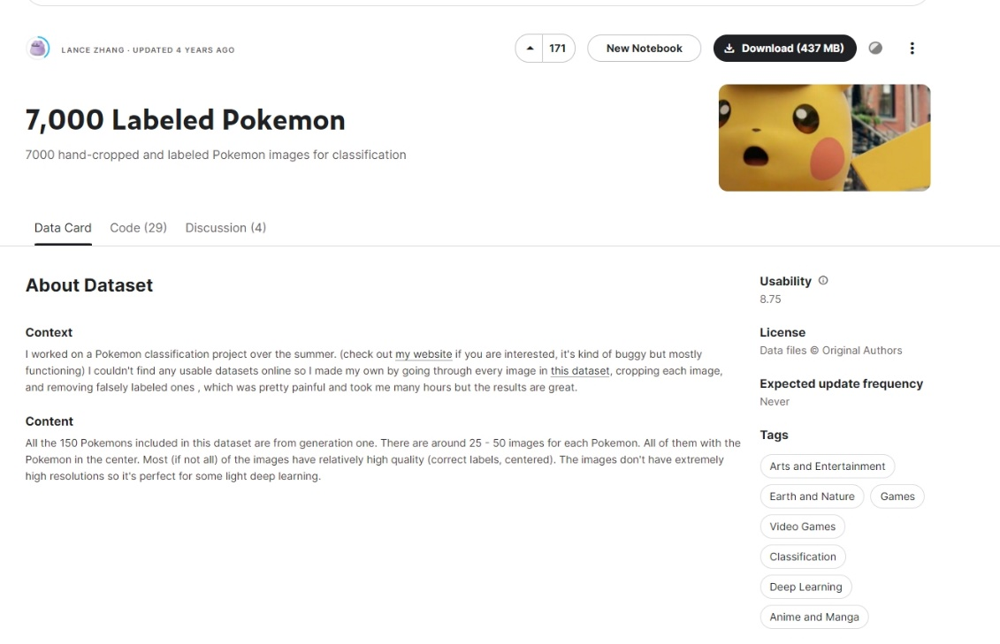 LANCE ZHANG · UPDATED 4 YEARS AGO
171
New Notebook
Download (437 MB)
7,000 Labeled Pokemon
7000 hand-cropped and labeled Pokemon images for classification
Data Card
Code (29)
Discussion (4)
About Dataset
Context
I worked on a Pokemon classification project over the summer. (check out my website if you are interested, it's kind of buggy but mostly
functioning) I couldn't find any usable datasets online so I made my own by going through every image in this dataset, cropping each image,
and removing falsely labeled ones , which was pretty painful and took me many hours but the results are great.
Content
All the 150 Pokemons included in this dataset are from generation one. There are around 25 - 50 images for each Pokemon. All of them with the
Pokemon in the center. Most (if not all) of the images have relatively high quality (correct labels, centered). The images don't have extremely
high resolutions so it's perfect for some light deep learning.
Usability
8.75
License
Data files © Original Authors
Expected update frequency
Never
Tags
Arts and Entertainment
Earth and Nature
Games
Video Games
Classification
Deep Learning
Anime and Manga